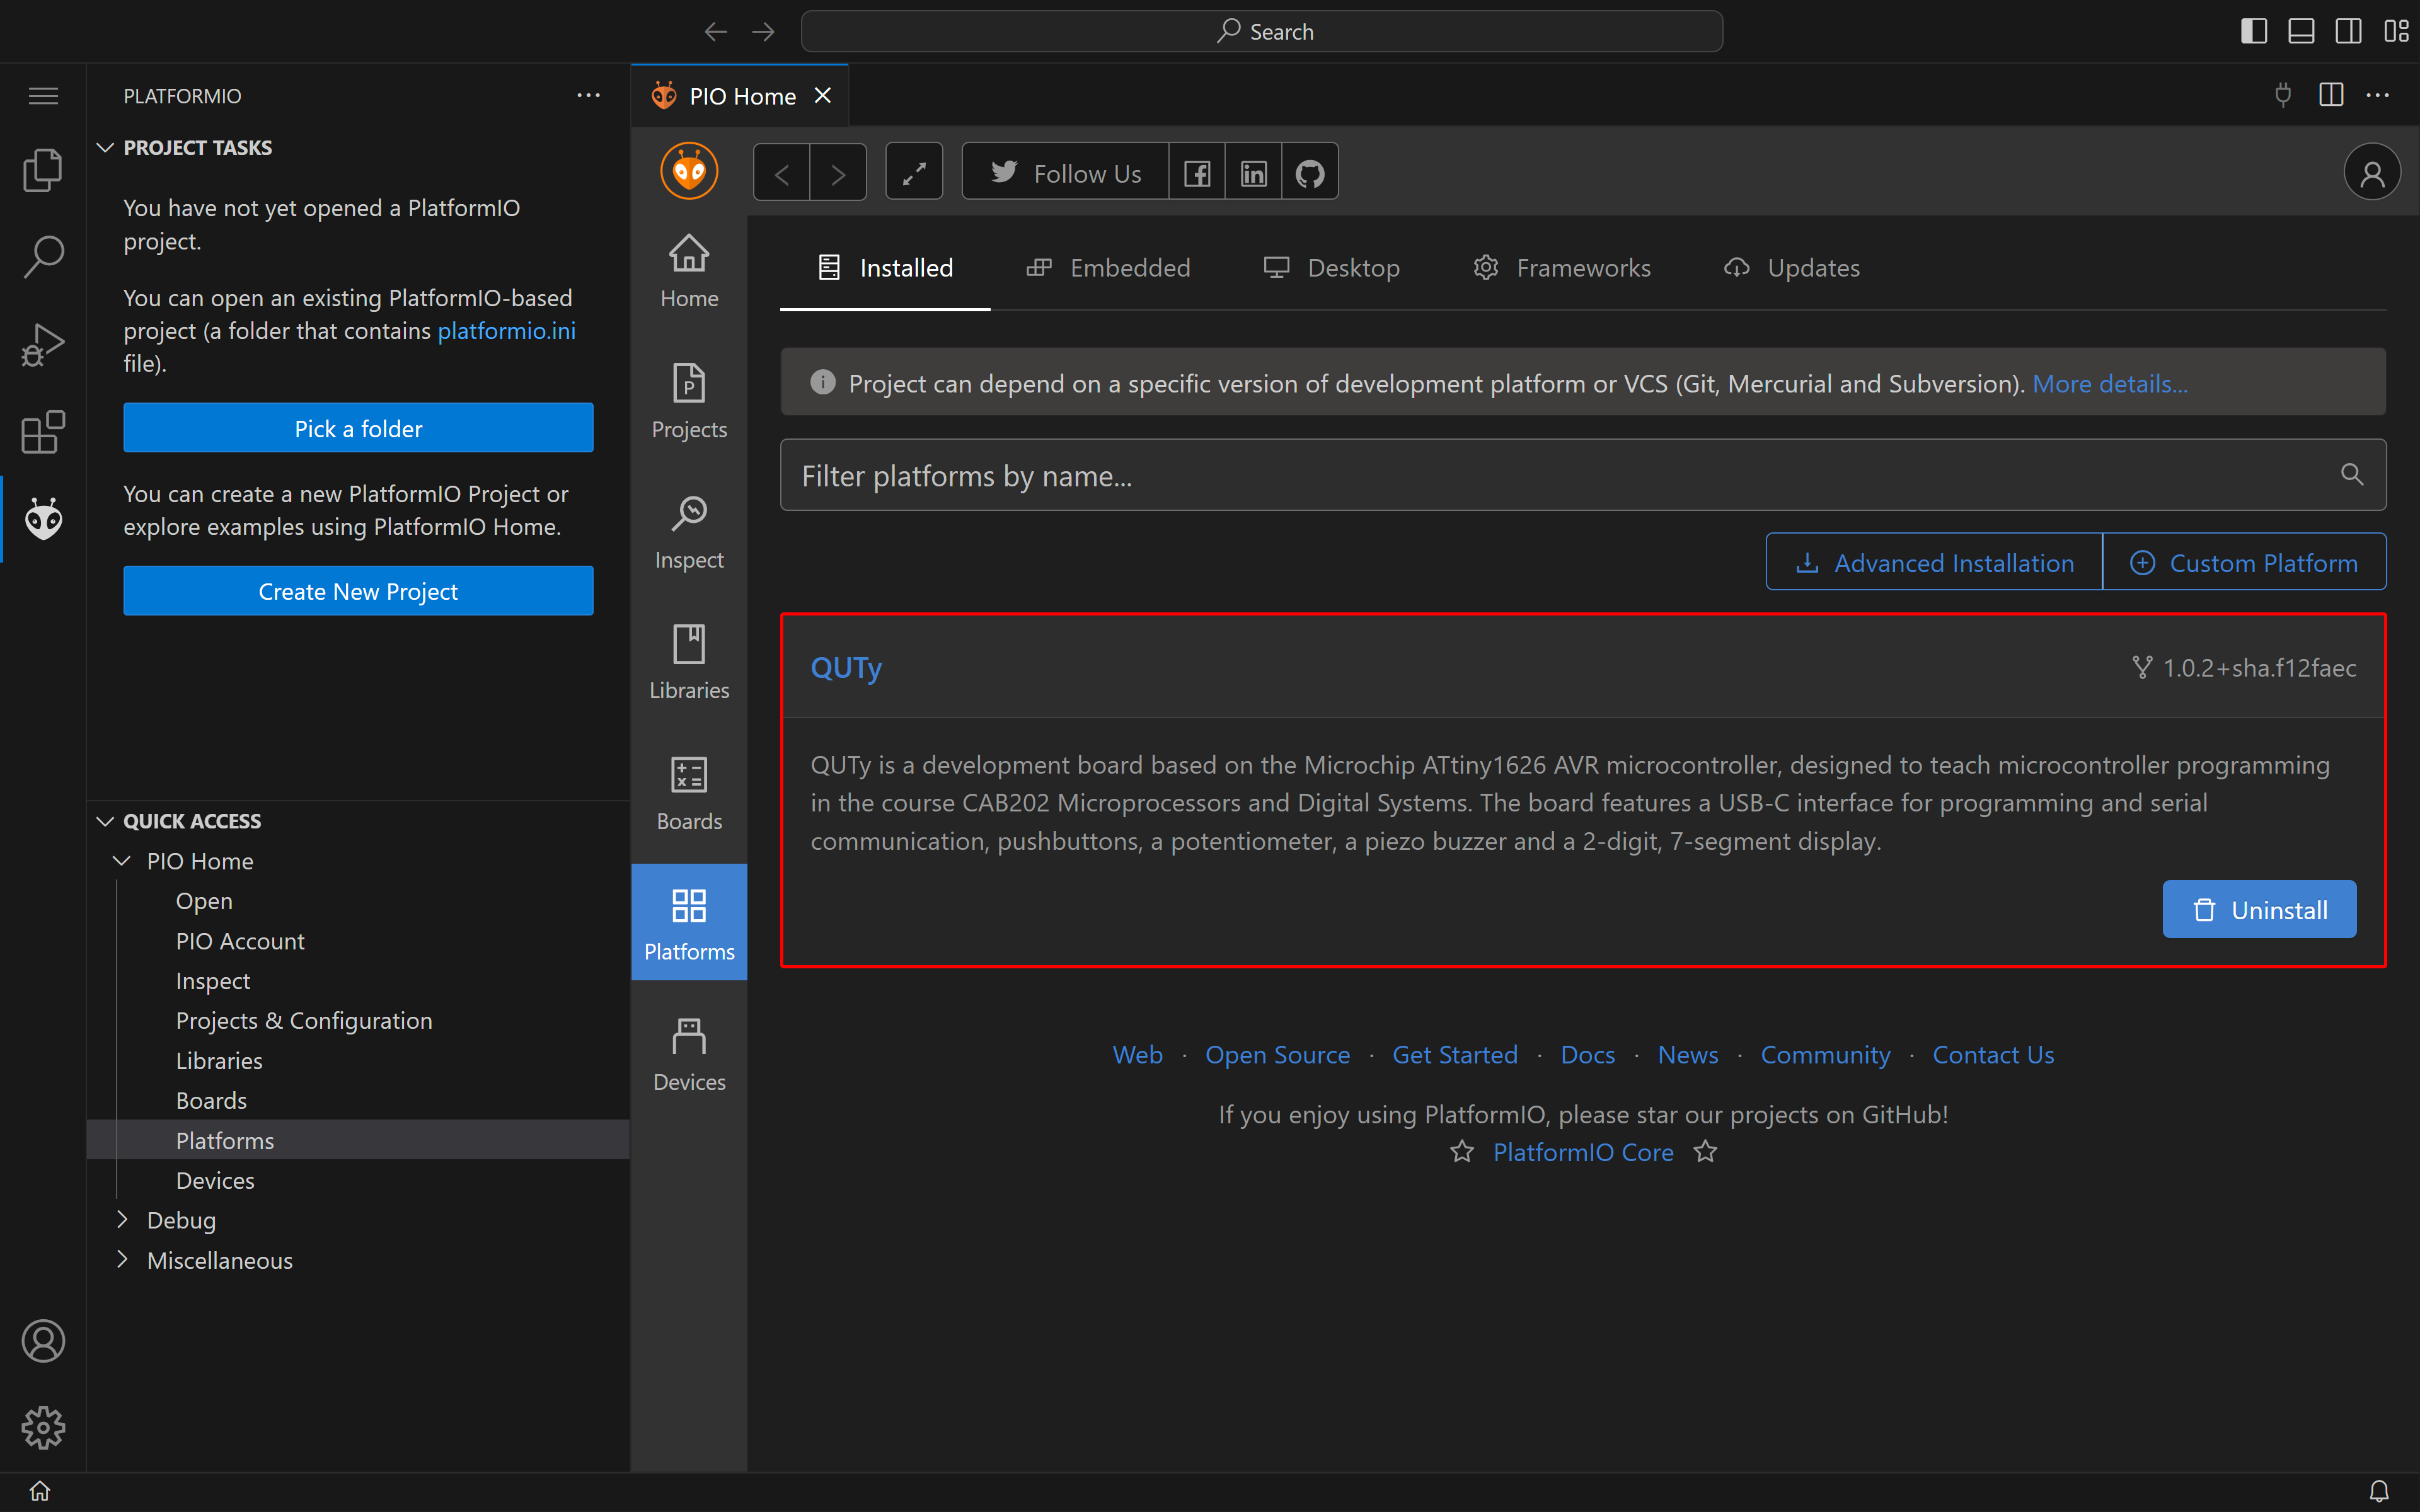 Search
PLATFORMIO
PIO Home
PROJECT TASKS
You have not yet opened a PlatformIO
project.
You can open an existing PlatformIO-based
project (a folder that contains platformio.ini
file).
Pick a folder
You can create a new PlatformIO Project or
explore examples using PlatformIO Home.
Create New Project
QUICK ACCESS
PIO Home
Open
PIO Account
Inspect
Projects & Configuration
Libraries
Boards
Platforms
Devices
Debug
Miscellaneous
Follow Us
Home
Projects
Inspect
Libraries
Boards
Platforms
Devices
Installed
Embedded
Desktop
Frameworks
Updates
Project can depend on a specific version of development platform or VCS (Git, Mercurial and Subversion). More details...
Filter platforms by name...
Advanced Installation
Custom Platform
QUTy
1.0.2+sha.f12faec
QUTy is a development board based on the Microchip ATtiny1626 AVR microcontroller, designed to teach microcontroller programming
in the course CAB202 Microprocessors and Digital Systems. The board features a USB-C interface for programming and serial
communication, pushbuttons, a potentiometer, a piezo buzzer and a 2-digit, 7-segment display.
Uninstall
Web · Open Source · Get Started · Docs · News · Community · Contact Us
If you enjoy using PlatformIO, please star our projects on GitHub!
PlatformIO Core